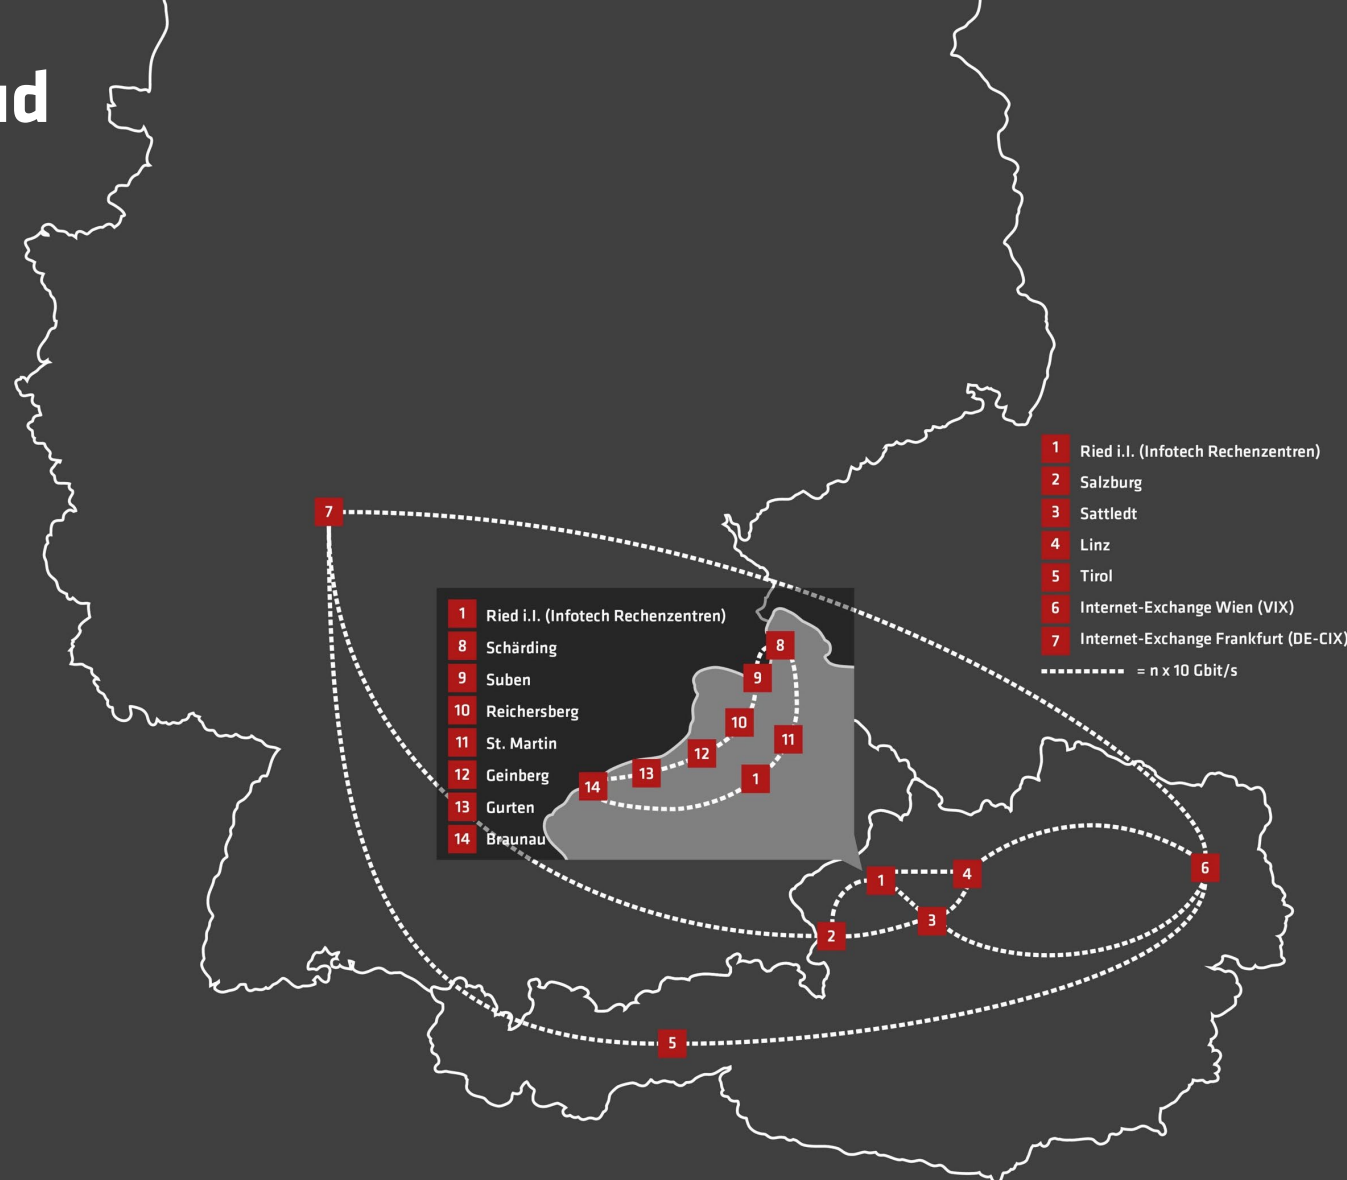 ud
7
1 Ried i.I. (Infotech Rechenzentren)
2 Salzburg
3 Sattledt
4 Linz
5 Tirol
6 Internet-Exchange Wien (VIX)
7 Internet-Exchange Frankfurt (DE-CIX)
= n x 10 Gbit/s
1 Ried i.I. (Infotech Rechenzentren)
8 Schärding
9 Suben
10 Reichersberg
11 St. Martin
12 Geinberg
13 Gurten
14 Braunau
8
9
10
11
12
13
1
14
6
4
1
3
2
5